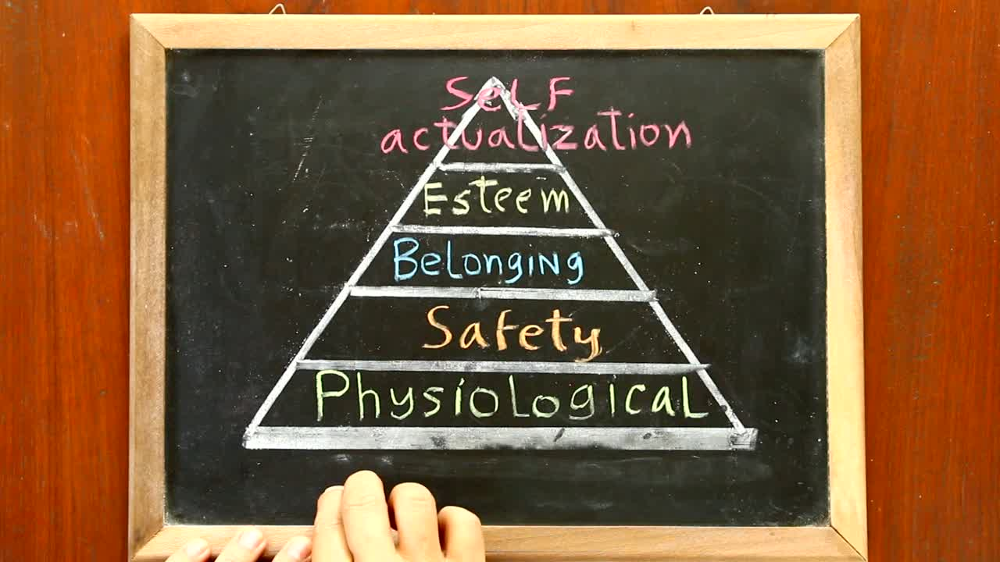 SeLF
actualization
Esteem
BeLongiNg
Safety
PhysioLogicaL